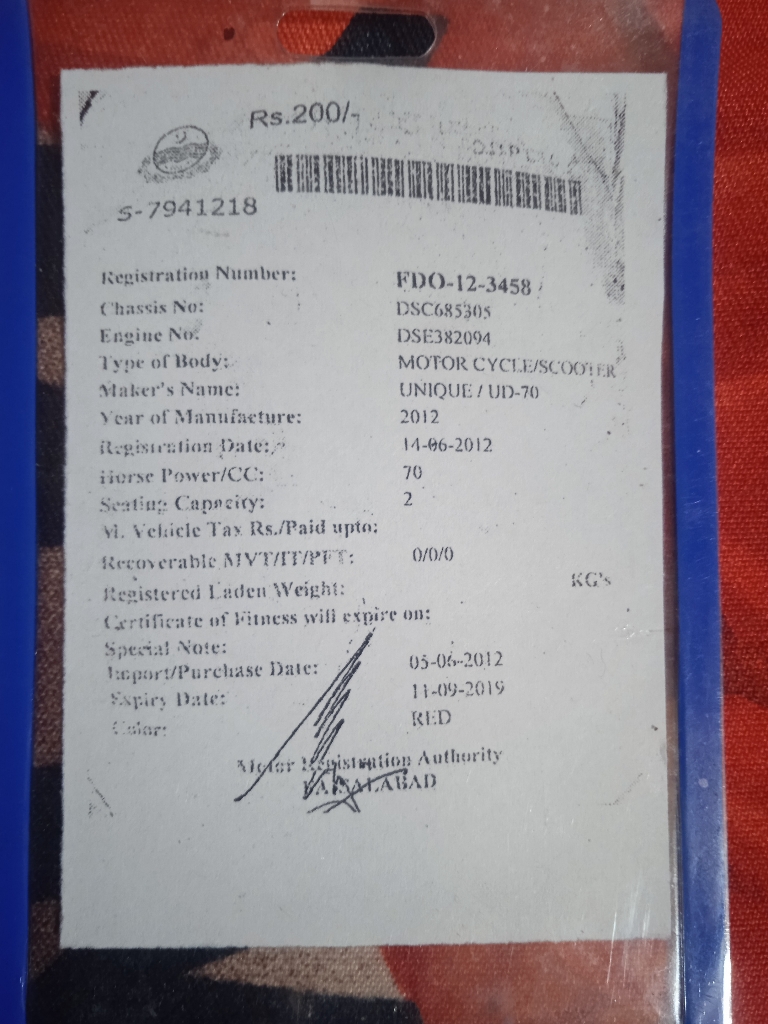 Rs.200/-
S-7941218
Registration Number: FDO-12-3458
Chassis No: DSC685305
Engine No: DSE382094
Type of Body: MOTOR CYCLE/SCOOTER
Maker's Name: UNIQUE / UD-70
Year of Manufacture: 2012
Registration Date: 14-06-2012
Horse Power/CC: 70
Seating Capacity: 2
M. Vehicle Tax Rs./Paid upto:
Recoverable MVT/IT/PFT: 0/0/0
Registered Laden Weight: KG's
Certificate of Fitness will expire on:
Special Note:
Import/Purchase Date: 05-06-2012
Expiry Date: 11-09-2019
Color: RED
Motor Registration Authority
FAISALABAD